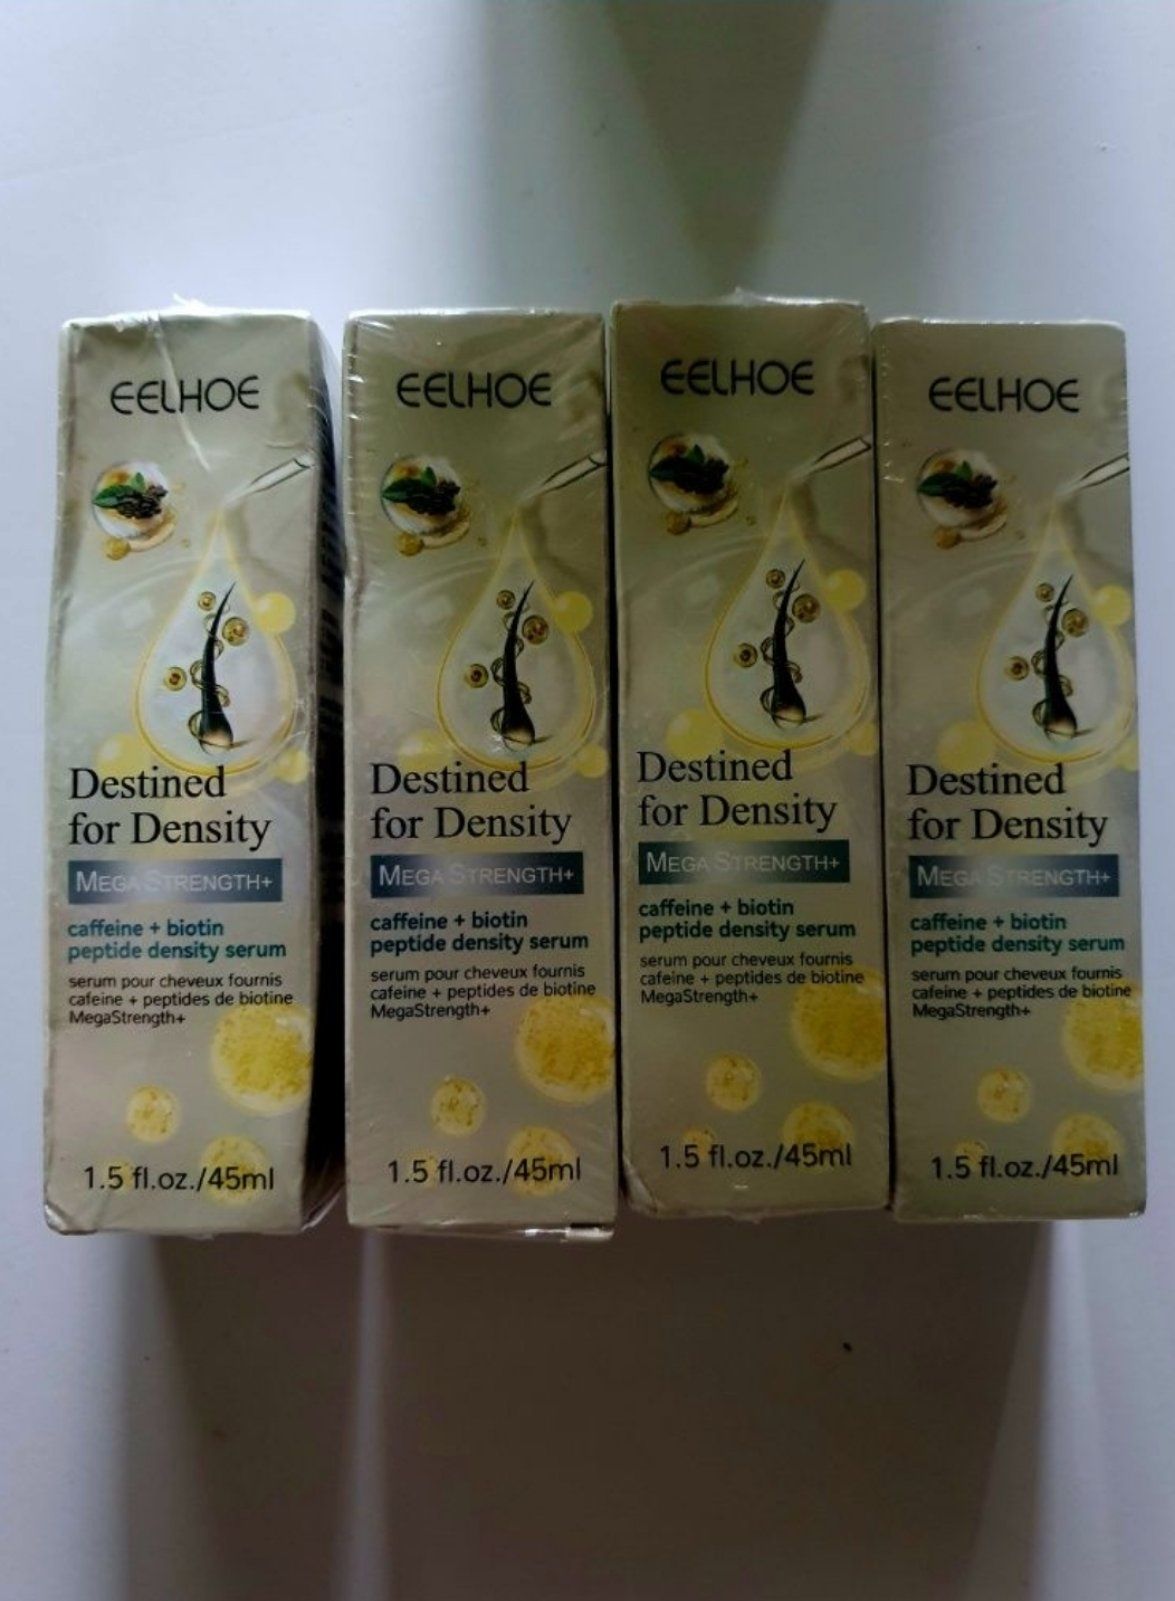 EELHOE
Destined
for Density
MEGA STRENGTH+
caffeine + biotin
peptide density serum
serum pour cheveux fournis
cafeine + peptides de biotine
MegaStrength+
1.5 fl.oz./45ml
EELHOE
Destined
for Density
MEGA STRENGTH+
caffeine + biotin
peptide density serum
serum pour cheveux fournis
cafeine + peptides de biotine
MegaStrength+
1.5 fl.oz./45ml
EELHOE
Destined
for Density
MEGA STRENGTH+
caffeine + biotin
peptide density serum
serum pour cheveux fournis
cafeine + peptides de biotine
MegaStrength+
1.5 fl.oz./45ml
EELHOE
Destined
for Density
MEGA STRENGTH+
caffeine + biotin
peptide density serum
serum pour cheveux fournis
cafeine + peptides de biotine
MegaStrength+
1.5 fl.oz./45ml